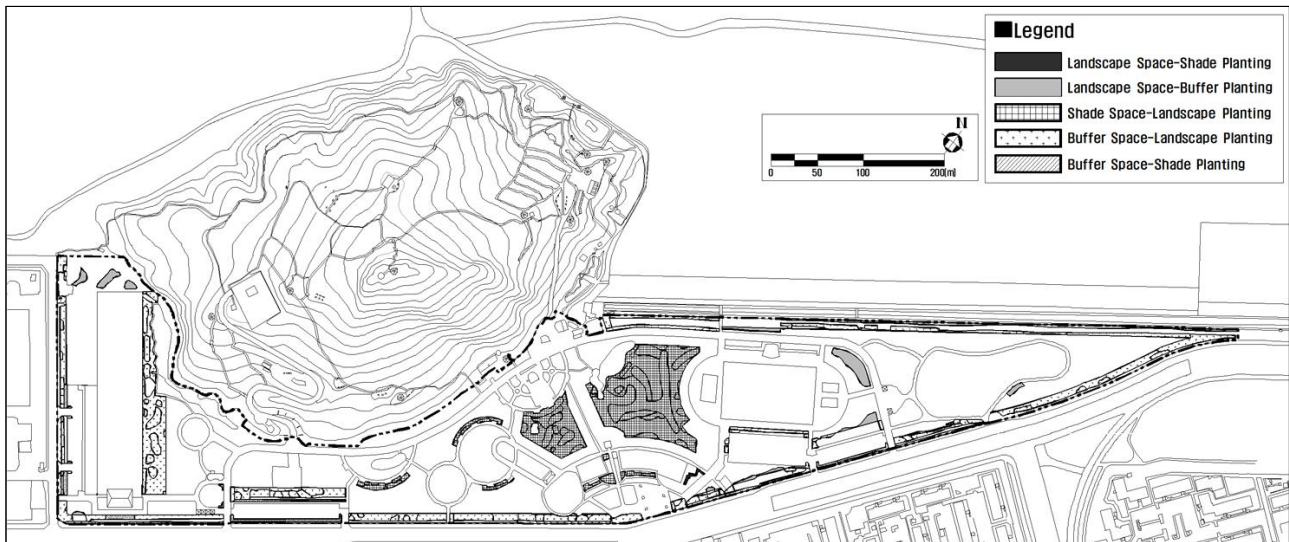 ■Legend
Landscape Space-Shade Planting
Landscape Space-Buffer Planting
Shade Space-Landscape Planting
Buffer Space-Landscape Planting
Buffer Space-Shade Planting
N
0 50 100 200[m]